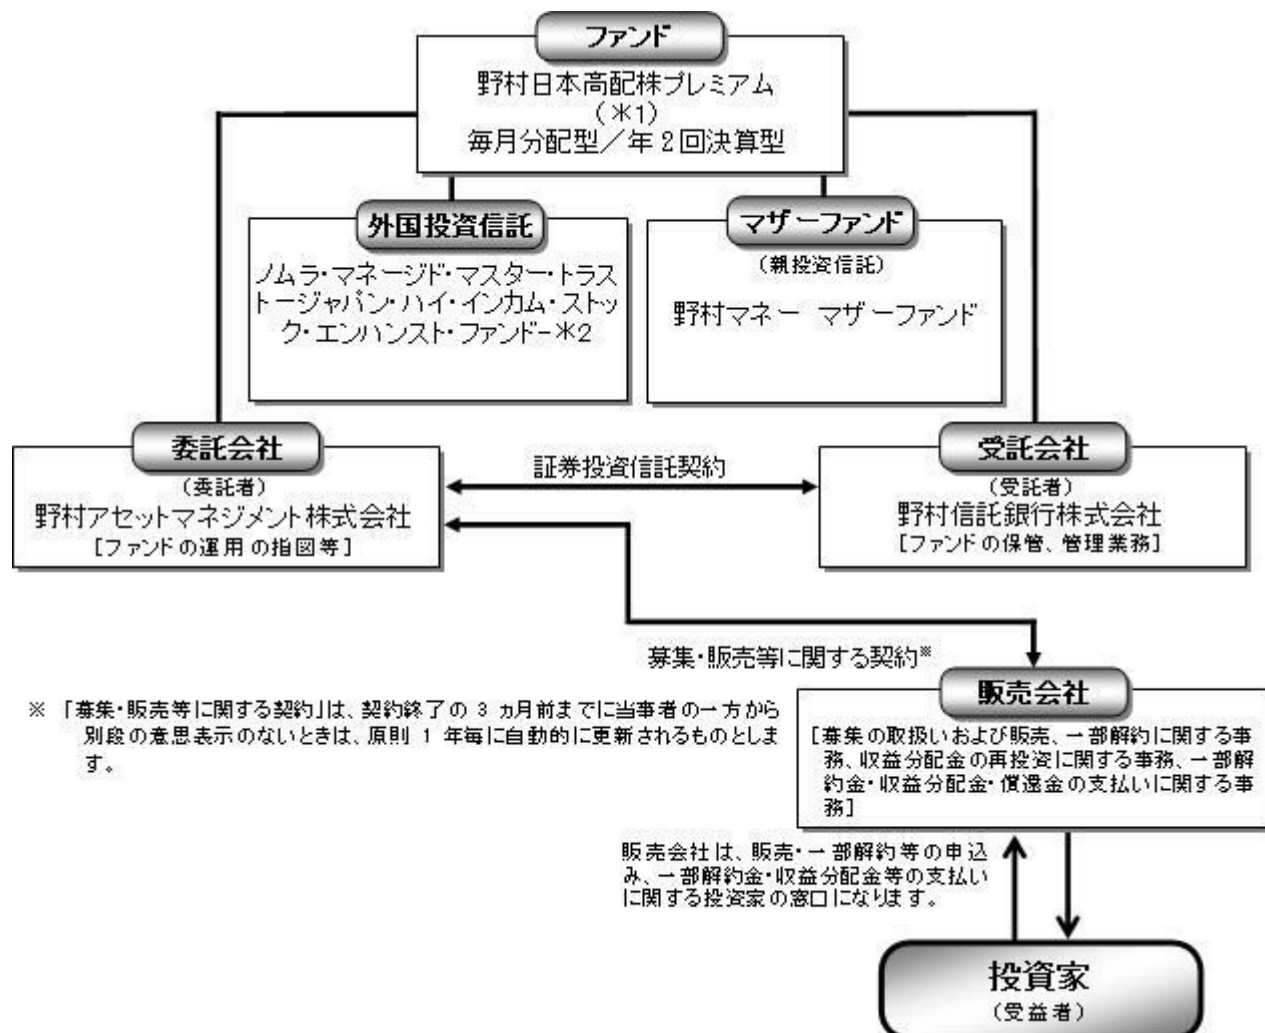 ファンド
野村日本高配株プレミアム
(＊1)
毎月分配型／年2回決算型
外国投資信託
ノムラ・マネージド・マスター・トラス
トージャパン・ハイ・インカム・ストッ
ク・エンハンスト・ファンド-＊2
マザーファンド
(親投資信託)
野村マネー マザーファンド
委託会社
(委託者)
野村アセットマネジメント株式会社
[ファンドの運用の指図等]
証券投資信託契約
受託会社
(受託者)
野村信託銀行株式会社
[ファンドの保管、管理業務]
募集・販売等に関する契約※
※ 「募集・販売等に関する契約」は、契約終了の 3 ヵ月前までに当事者の一方から
別段の意思表示のないときは、原則 1 年毎に自動的に更新されるものとしま
す。
販売会社
[募集の取扱いおよび販売、一部解約に関する事
務、収益分配金の再投資に関する事務、一部解
約金・収益分配金・償還金の支払いに関する事
務]
販売会社は、販売・一部解約等の申込
み、一部解約金・収益分配金等の支払い
に関する投資家の窓口になります。
投資家
(受益者)